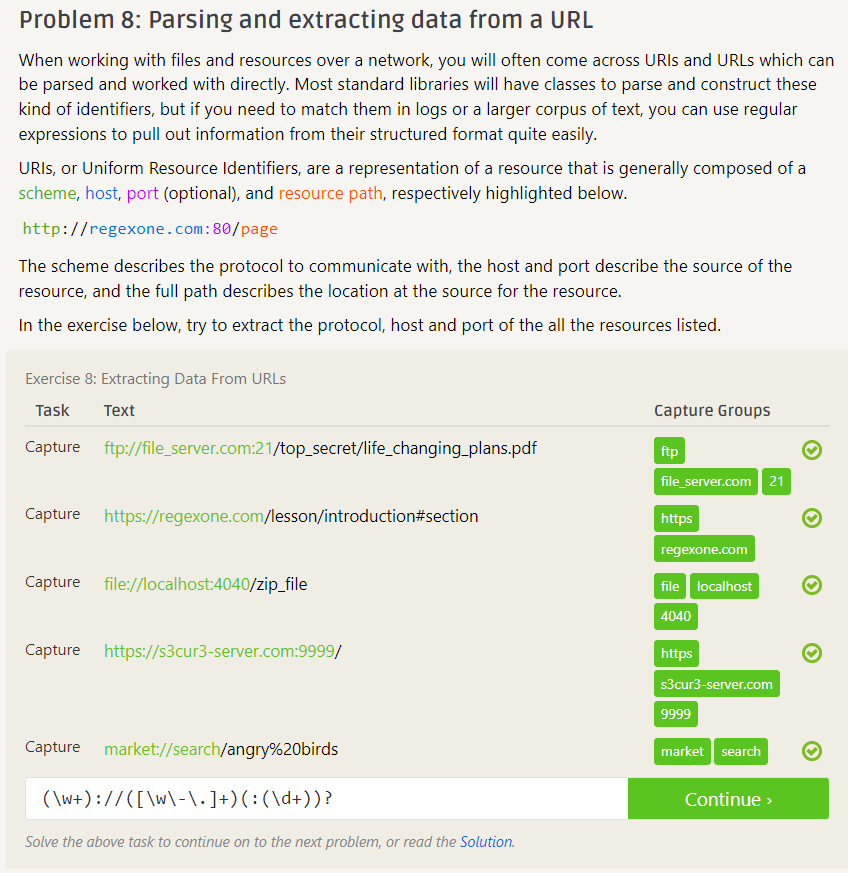 Problem 8: Parsing and extracting data from a URL
When working with files and resources over a network, you will often come across URIs and URLs which can
be parsed and worked with directly. Most standard libraries will have classes to parse and construct these
kind of identifiers, but if you need to match them in logs or a larger corpus of text, you can use regular
expressions to pull out information from their structured format quite easily.
URIs, or Uniform Resource Identifiers, are a representation of a resource that is generally composed of a
scheme, host, port (optional), and resource path, respectively highlighted below.
http://regexone.com:80/page
The scheme describes the protocol to communicate with, the host and port describe the source of the
resource, and the full path describes the location at the source for the resource.
In the exercise below, try to extract the protocol, host and port of the all the resources listed.
Exercise 8: Extracting Data From URLs
Task Text Capture Groups
Capture ftp://file_server.com:21/top_secret/life_changing_plans.pdf ftp
file_server.com 21
Capture https://regexone.com/lesson/introduction#section https
regexone.com
Capture file://localhost:4040/zip_file file localhost
4040
Capture https://s3cur3-server.com:9999/ https
s3cur3-server.com
9999
Capture market://search/angry%20birds market search
(\w+)://([\w\-\.]+)(:(\d+))? Continue ›
Solve the above task to continue on to the next problem, or read the Solution.